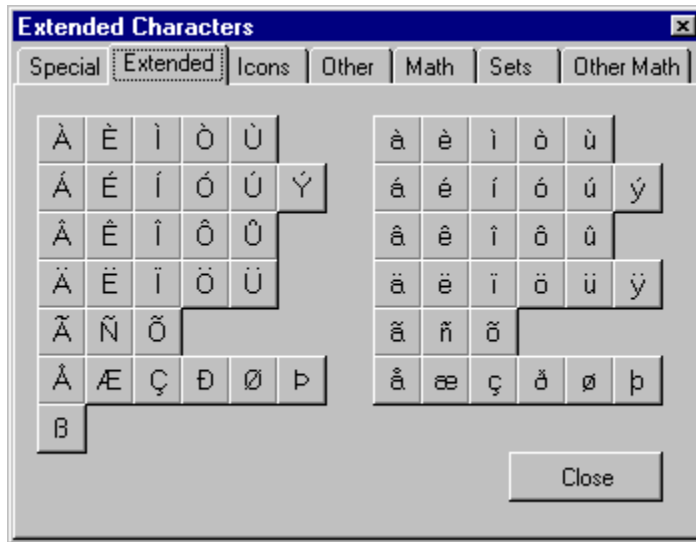 Extended Characters
Special Extended Icons Other Math Sets Other Math
À È Ì Ò Ù à è ì ò ù
Á É Í Ó Ú Ý á é í ó ú ý
Â Ê Î Ô Û â ê î ô û
Ä Ë Ï Ö Ü ä ë ï ö ü ÿ
Ã Ñ Õ ã ñ õ
Å Æ Ç Ð Ø Þ å æ ç ð ø þ
ß
Close